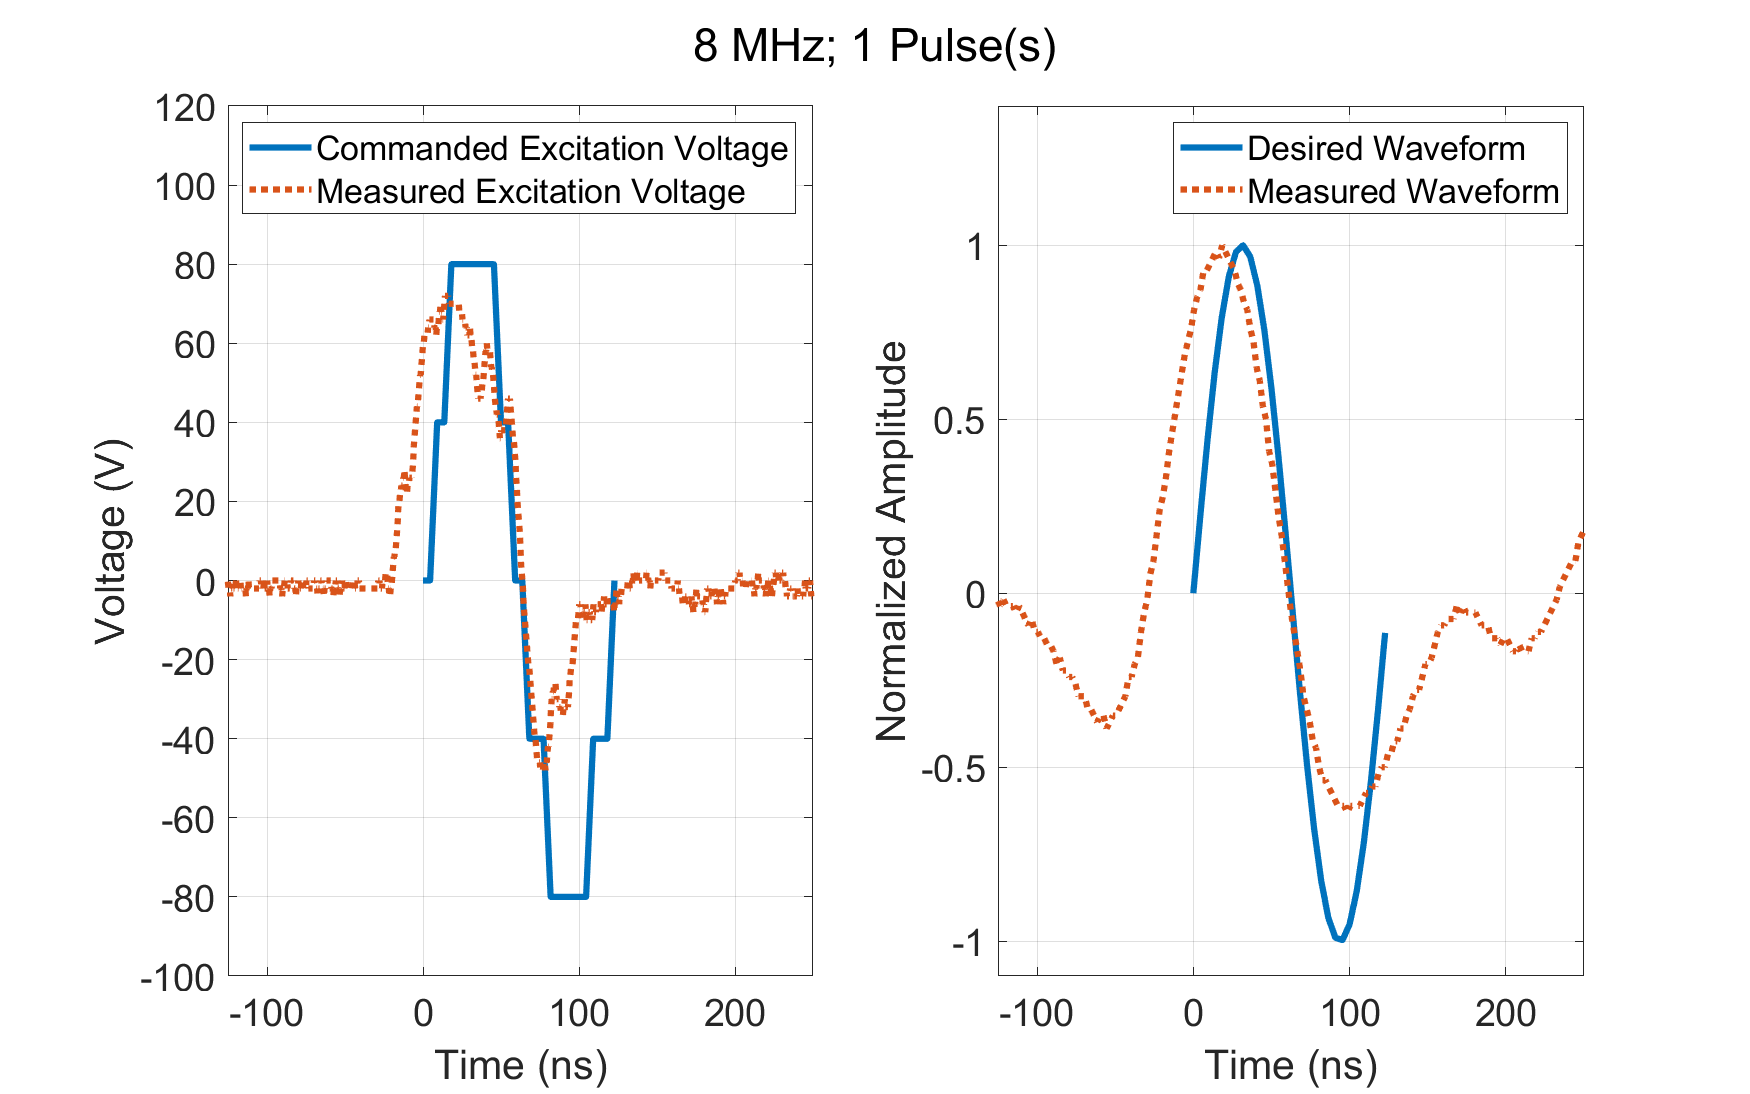 8 MHz; 1 Pulse(s)
120
100
80
60
40
20
0
-20
-40
-60
-80
-100
Voltage (V)
Commanded Excitation Voltage
Measured Excitation Voltage
-100 0 100 200
Time (ns)
1
0.5
0
-0.5
-1
Normalized Amplitude
Desired Waveform
Measured Waveform
-100 0 100 200
Time (ns)